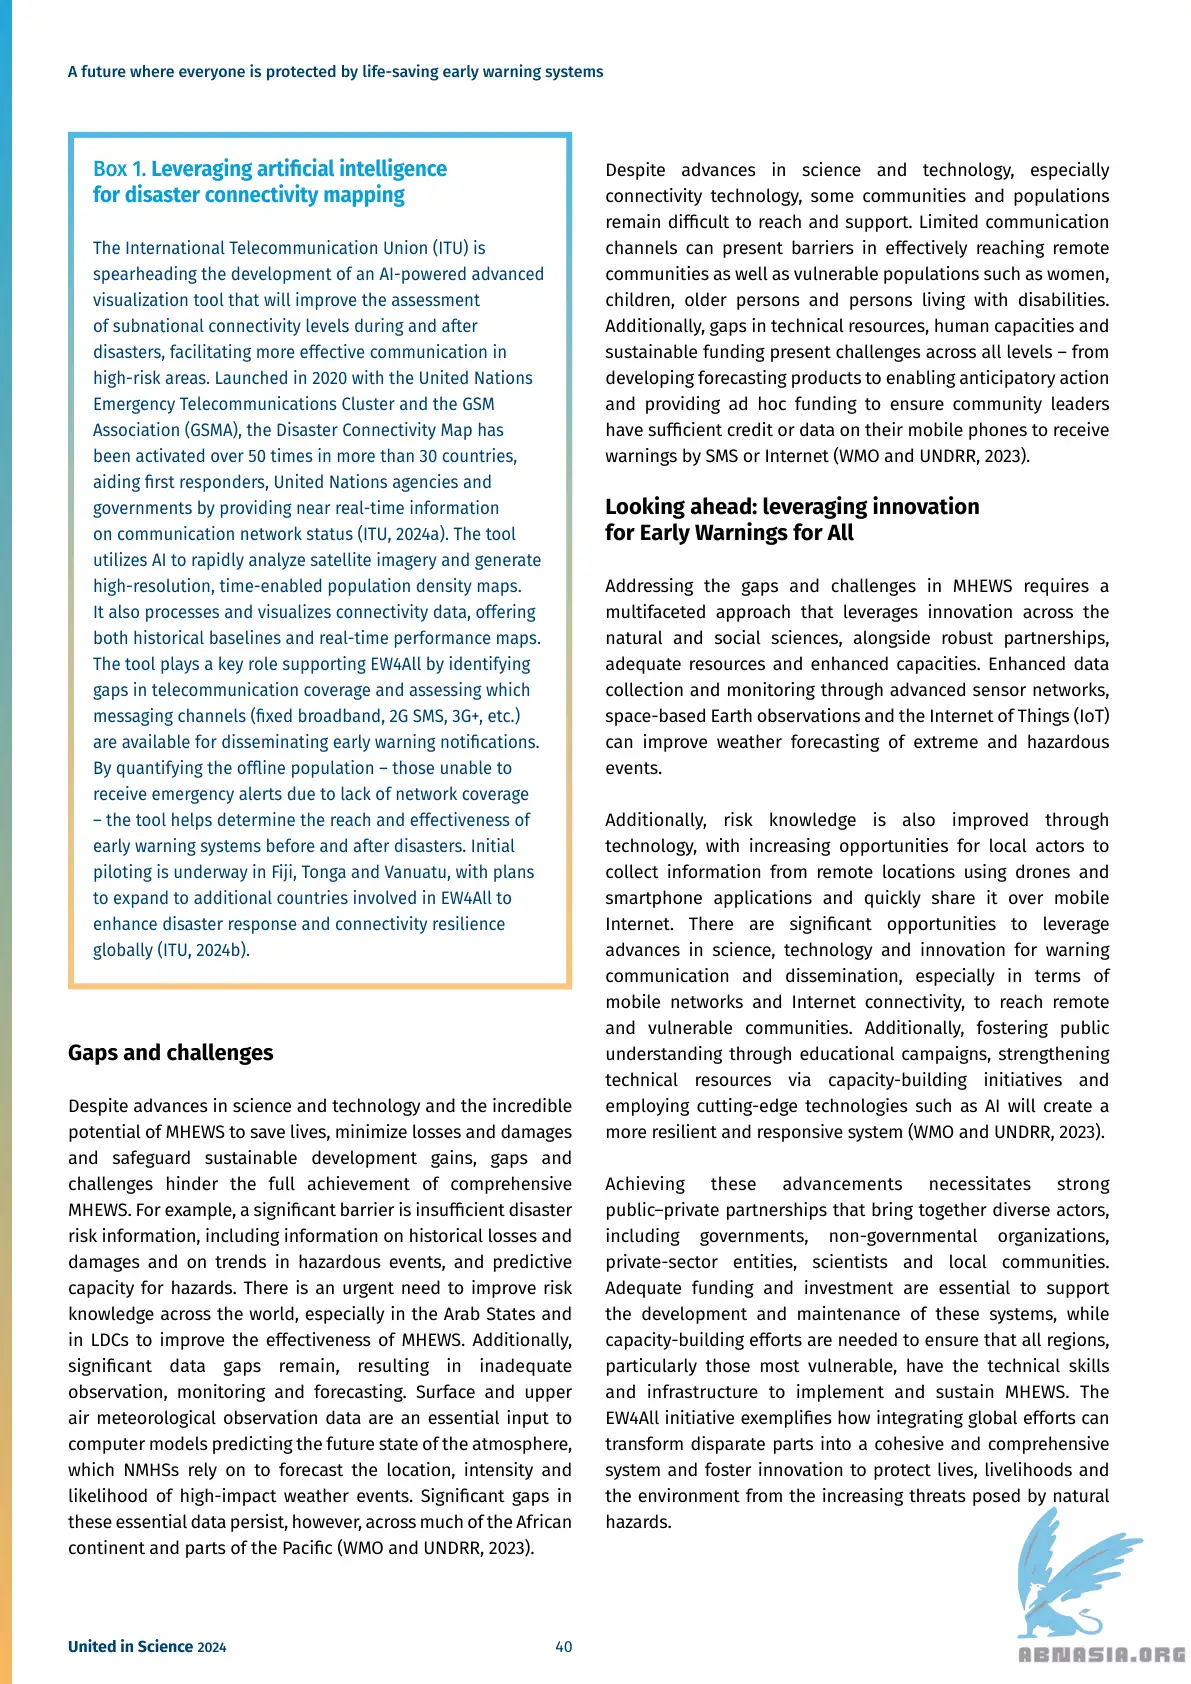 A future where everyone is protected by life-saving early warning systems
Box 1. Leveraging artificial intelligence
for disaster connectivity mapping
The International Telecommunication Union (ITU) is
spearheading the development of an AI-powered advanced
visualization tool that will improve the assessment
of subnational connectivity levels during and after
disasters, facilitating more effective communication in
high-risk areas. Launched in 2020 with the United Nations
Emergency Telecommunications Cluster and the GSM
Association (GSMA), the Disaster Connectivity Map has
been activated over 50 times in more than 30 countries,
aiding first responders, United Nations agencies and
governments by providing near real-time information
on communication network status (ITU, 2024a). The tool
utilizes AI to rapidly analyze satellite imagery and generate
high-resolution, time-enabled population density maps.
It also processes and visualizes connectivity data, offering
both historical baselines and real-time performance maps.
The tool plays a key role supporting EW4All by identifying
gaps in telecommunication coverage and assessing which
messaging channels (fixed broadband, 2G SMS, 3G+, etc.)
are available for disseminating early warning notifications.
By quantifying the offline population – those unable to
receive emergency alerts due to lack of network coverage
– the tool helps determine the reach and effectiveness of
early warning systems before and after disasters. Initial
piloting is underway in Fiji, Tonga and Vanuatu, with plans
to expand to additional countries involved in EW4All to
enhance disaster response and connectivity resilience
globally (ITU, 2024b).
Gaps and challenges
Despite advances in science and technology and the incredible
potential of MHEWS to save lives, minimize losses and damages
and safeguard sustainable development gains, gaps and
challenges hinder the full achievement of comprehensive
MHEWS. For example, a significant barrier is insufficient disaster
risk information, including information on historical losses and
damages and on trends in hazardous events, and predictive
capacity for hazards. There is an urgent need to improve risk
knowledge across the world, especially in the Arab States and
in LDCs to improve the effectiveness of MHEWS. Additionally,
significant data gaps remain, resulting in inadequate
observation, monitoring and forecasting. Surface and upper
air meteorological observation data are an essential input to
computer models predicting the future state of the atmosphere,
which NMHSs rely on to forecast the location, intensity and
likelihood of high-impact weather events. Significant gaps in
these essential data persist, however, across much of the African
continent and parts of the Pacific (WMO and UNDRR, 2023).
Despite advances in science and technology, especially
connectivity technology, some communities and populations
remain difficult to reach and support. Limited communication
channels can present barriers in effectively reaching remote
communities as well as vulnerable populations such as women,
children, older persons and persons living with disabilities.
Additionally, gaps in technical resources, human capacities and
sustainable funding present challenges across all levels – from
developing forecasting products to enabling anticipatory action
and providing ad hoc funding to ensure community leaders
have sufficient credit or data on their mobile phones to receive
warnings by SMS or Internet (WMO and UNDRR, 2023).
Looking ahead: leveraging innovation
for Early Warnings for All
Addressing the gaps and challenges in MHEWS requires a
multifaceted approach that leverages innovation across the
natural and social sciences, alongside robust partnerships,
adequate resources and enhanced capacities. Enhanced data
collection and monitoring through advanced sensor networks,
space-based Earth observations and the Internet of Things (IoT)
can improve weather forecasting of extreme and hazardous
events.
Additionally, risk knowledge is also improved through
technology, with increasing opportunities for local actors to
collect information from remote locations using drones and
smartphone applications and quickly share it over mobile
Internet. There are significant opportunities to leverage
advances in science, technology and innovation for warning
communication and dissemination, especially in terms of
mobile networks and Internet connectivity, to reach remote
and vulnerable communities. Additionally, fostering public
understanding through educational campaigns, strengthening
technical resources via capacity-building initiatives and
employing cutting-edge technologies such as AI will create a
more resilient and responsive system (WMO and UNDRR, 2023).
Achieving these advancements necessitates strong
public–private partnerships that bring together diverse actors,
including governments, non-governmental organizations,
private-sector entities, scientists and local communities.
Adequate funding and investment are essential to support
the development and maintenance of these systems, while
capacity-building efforts are needed to ensure that all regions,
particularly those most vulnerable, have the technical skills
and infrastructure to implement and sustain MHEWS. The
EW4All initiative exemplifies how integrating global efforts can
transform disparate parts into a cohesive and comprehensive
system and foster innovation to protect lives, livelihoods and
the environment from the increasing threats posed by natural
hazards.
United in Science 2024
40
ABNASIA.ORG